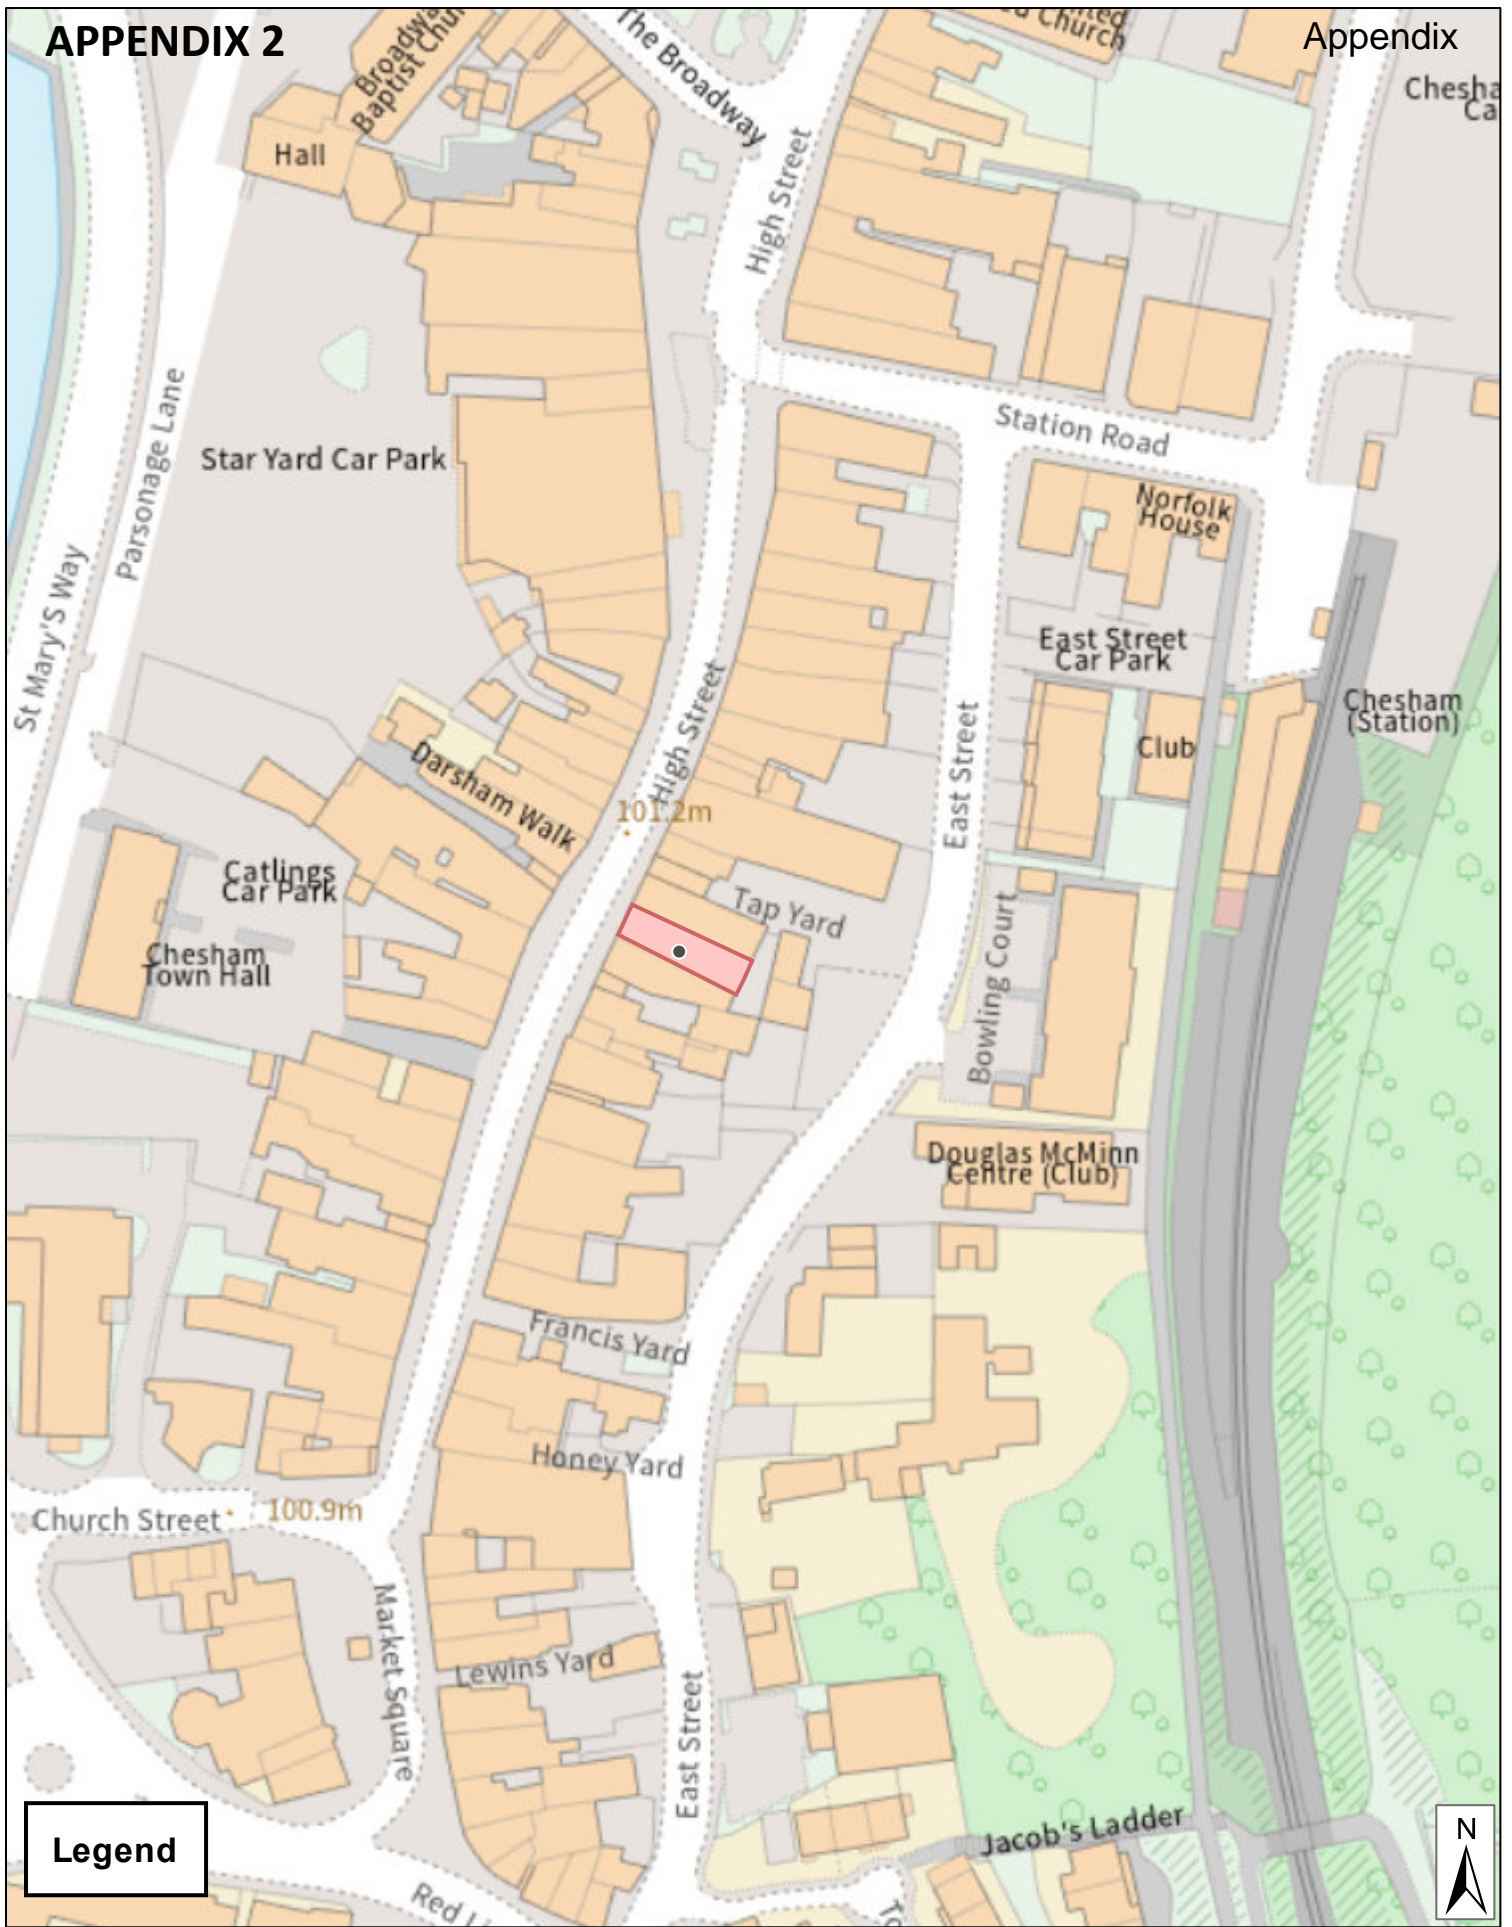 APPENDIX 2
Appendix
The Broadway
Baptist
Hall
High Street
Church
Station Road
Star Yard Car Park
Parsonage Lane
Norfolk
House
St Mary'S Way
East Street
Car Park
Chesham
(Station)
Club
High Street
East Street
Darsham Walk
101.2m
Catlings
Car Park
Tap Yard
Chesham
Town Hall
Bowling Court
Douglas McMinn
Centre (Club)
Francis Yard
Honey Yard
Church Street
100.9m
Market Square
Lewins Yard
East Street
Jacob's Ladder
Legend
Red
N